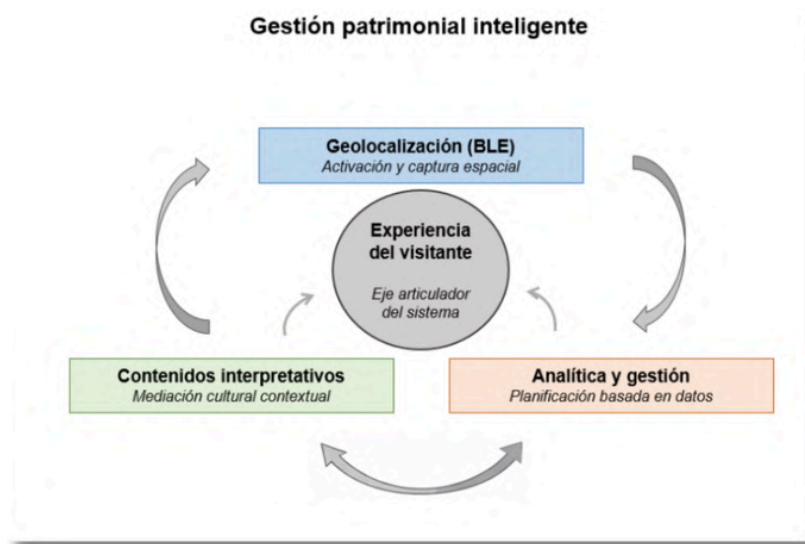 Gestión patrimonial inteligente
Geolocalización (BLE)
Activación y captura espacial
Experiencia
del visitante
Eje articulador
del sistema
Contenidos interpretativos
Mediación cultural contextual
Analítica y gestión
Planificación basada en datos